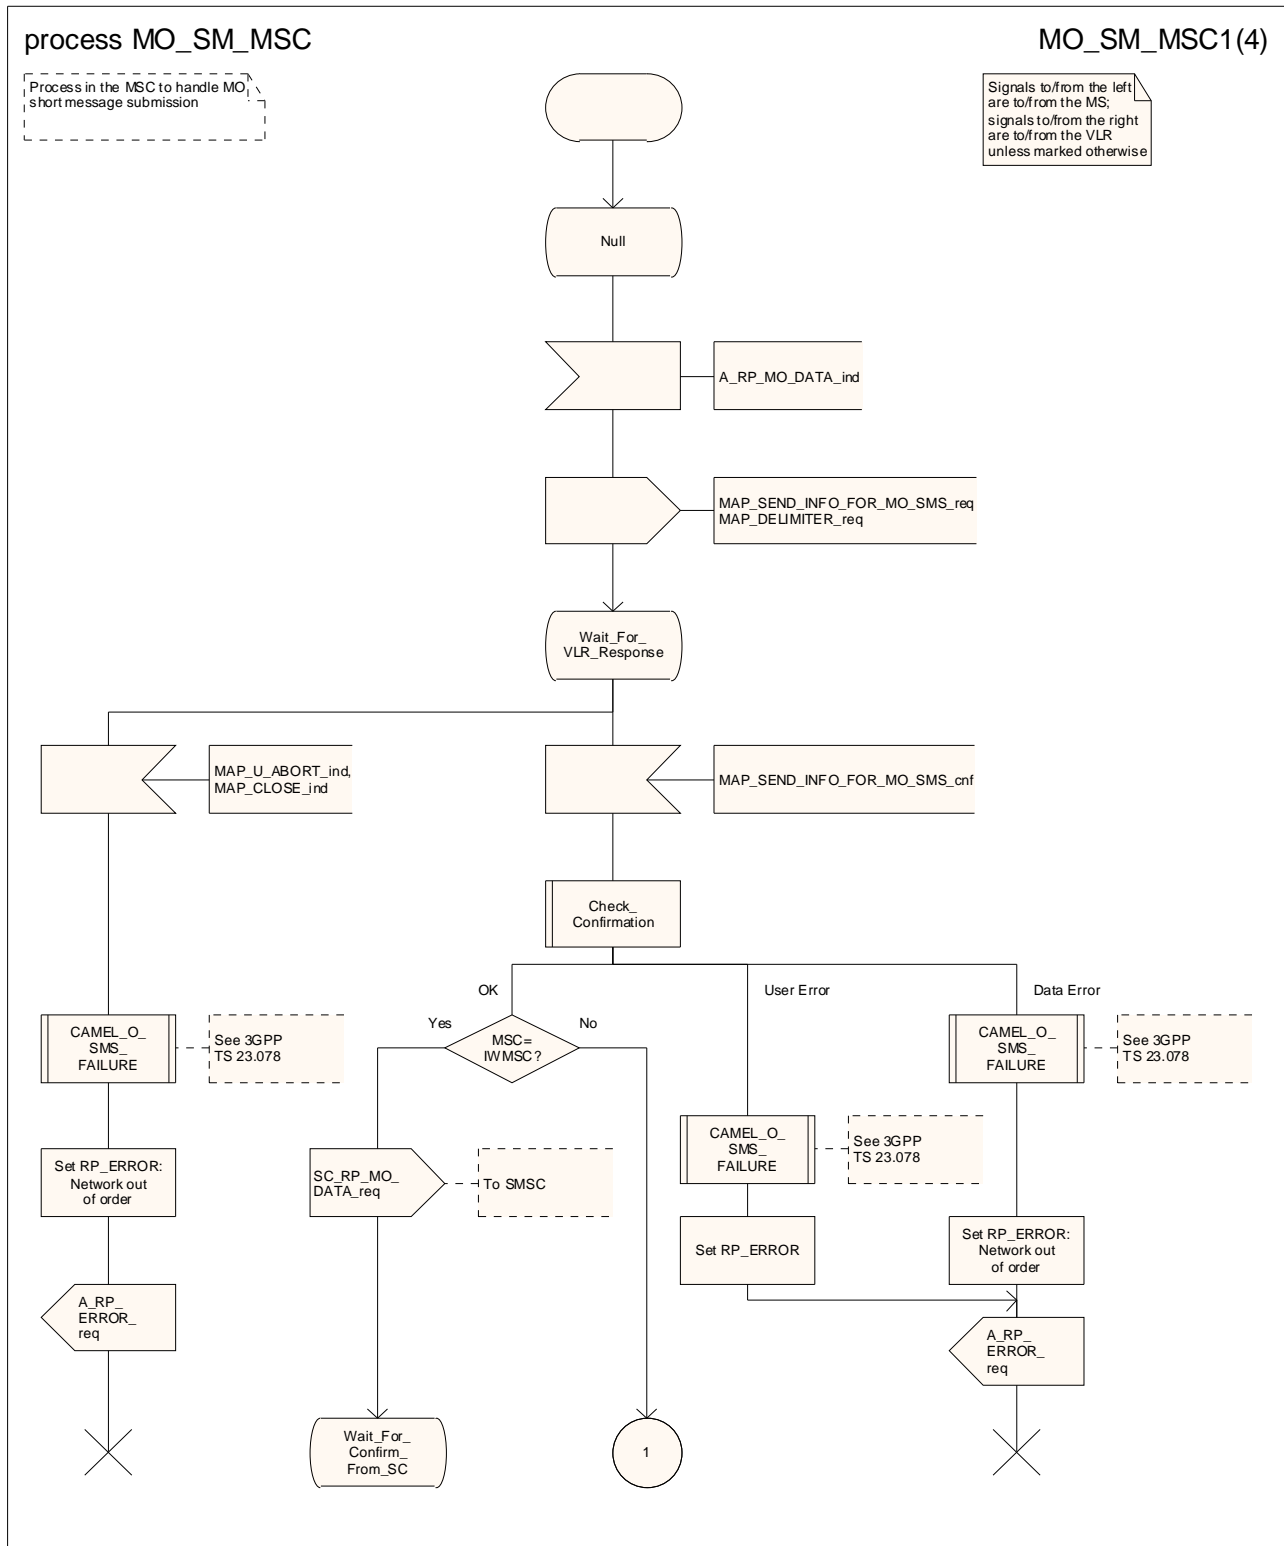 process MO_SM_MSC
MO_SM_MSC1(4)
Process in the MSC to handle MO
short message submission
Signals to/from the left
are to/from the MS;
signals to/from the right
are to/from the VLR
unless marked otherwise
Null
A_RP_MO_DATA_ind
MAP_SEND_INFO_FOR_MO_SMS_req
MAP_DELIMITER_req
Wait_For_
VLR_Response
MAP_U_ABORT_ind,
MAP_CLOSE_ind
MAP_SEND_INFO_FOR_MO_SMS_cnf
Check_
Confirmation
OK
User Error
Data Error
Yes
No
MSC=
IWMSC?
CAMEL_O_
SMS_
FAILURE
See 3GPP
TS 23.078
CAMEL_O_
SMS_
FAILURE
See 3GPP
TS 23.078
CAMEL_O_
SMS_
FAILURE
See 3GPP
TS 23.078
Set RP_ERROR:
Network out
of order
SC_RP_MO_
DATA_req
To SMSC
Set RP_ERROR
Set RP_ERROR:
Network out
of order
A_RP_
ERROR_
req
A_RP_
ERROR_
req
Wait_For_
Confirm_
From_SC
1